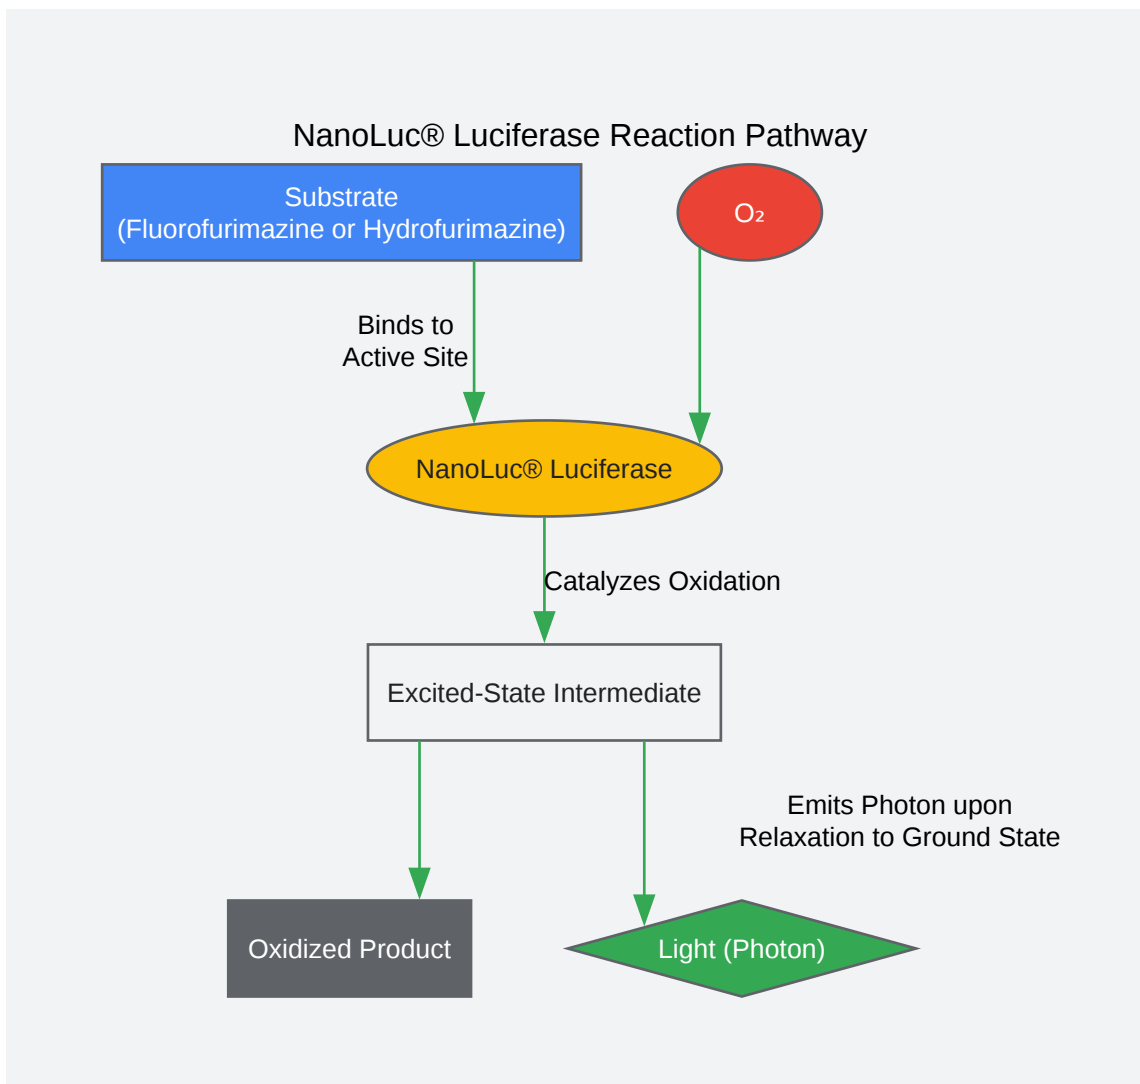 NanoLuc® Luciferase Reaction Pathway
Substrate
(Fluorofurimazine or Hydrofurimazine)
O₂
Binds to
Active Site
NanoLuc® Luciferase
Catalyzes Oxidation
Excited-State Intermediate
Emits Photon upon
Relaxation to Ground State
Oxidized Product
Light (Photon)